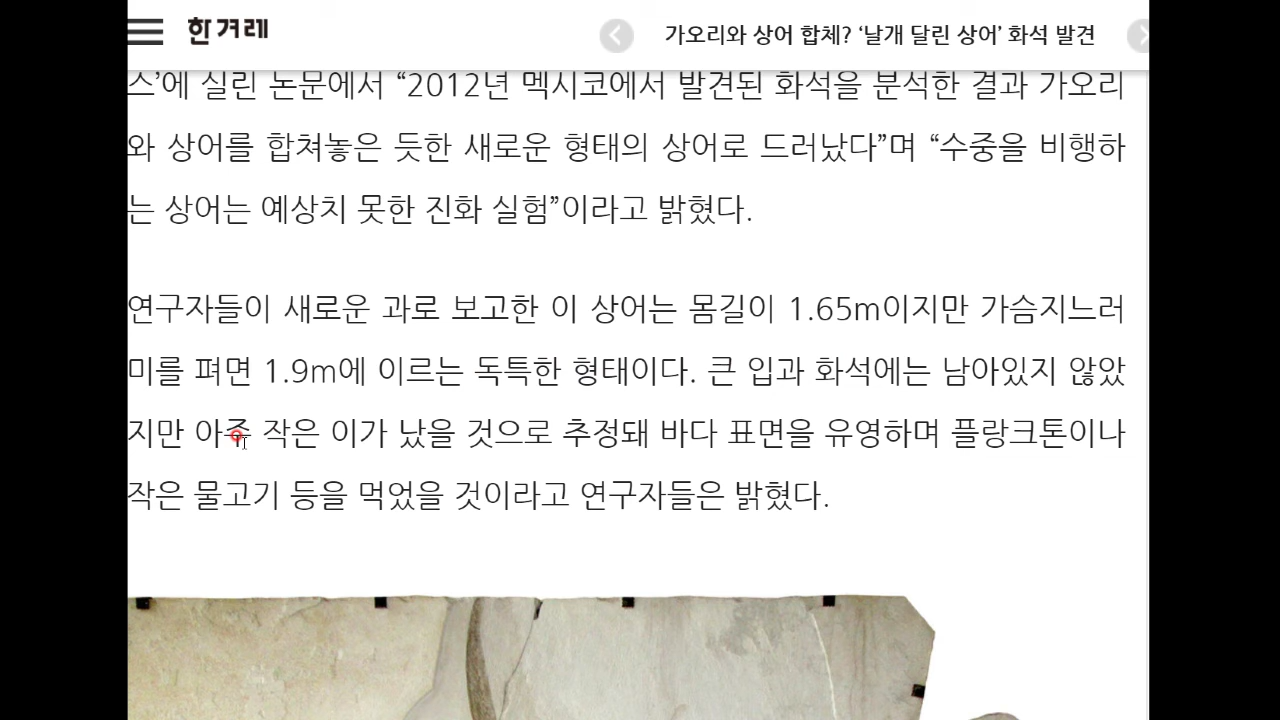 한겨레
가오리와 상어 합체? ‘날개 달린 상어’ 화석 발견
스’에 실린 논문에서 “2012년 멕시코에서 발견된 화석을 분석한 결과 가오리
와 상어를 합쳐놓은 듯한 새로운 형태의 상어로 드러났다”며 “수중을 비행하
는 상어는 예상치 못한 진화 실험”이라고 밝혔다.
연구자들이 새로운 과로 보고한 이 상어는 몸길이 1.65m이지만 가슴지느러
미를 펴면 1.9m에 이르는 독특한 형태이다. 큰 입과 화석에는 남아있지 않았
지만 아주 작은 이가 났을 것으로 추정돼 바다 표면을 유영하며 플랑크톤이나
작은 물고기 등을 먹었을 것이라고 연구자들은 밝혔다.